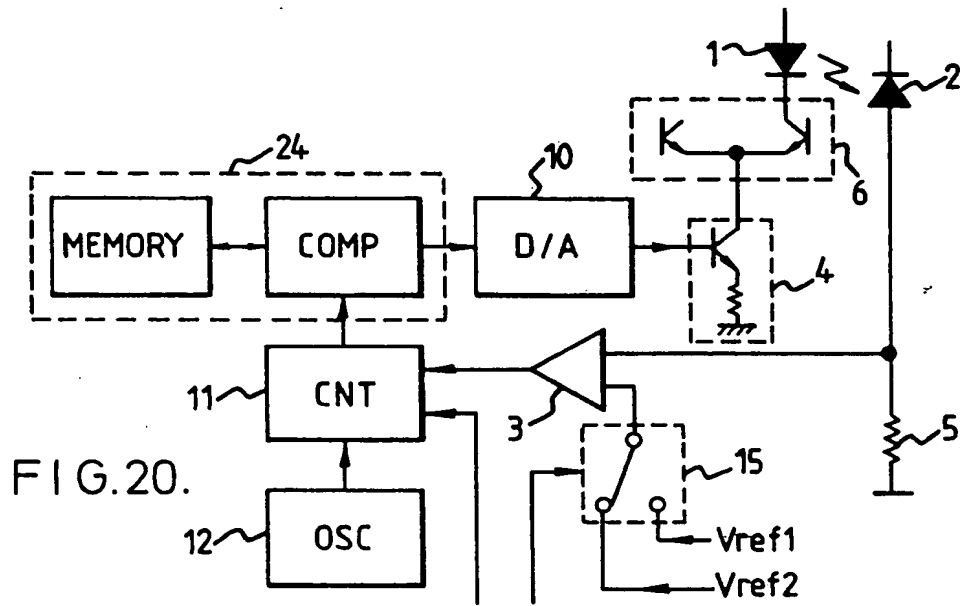 1
2
24
10
6
MEMORY
COMP
D/A
4
11
CNT
3
5
15
FIG.20.
12
OSC
Vref1
Vref2